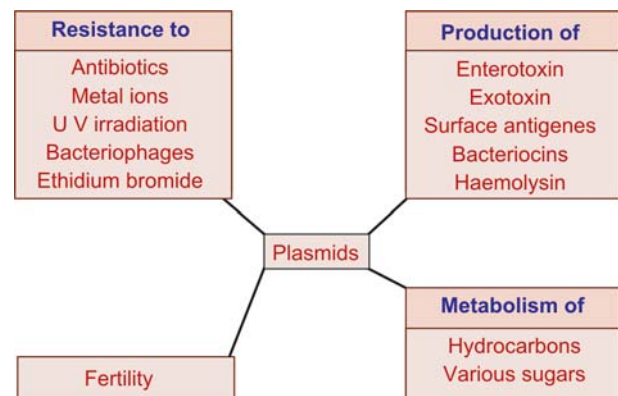 Resistance to
Antibiotics
Metal ions
U V irradiation
Bacteriophages
Ethidium bromide
Production of
Enterotoxin
Exotoxin
Surface antigenes
Bacteriocins
Haemolysin
Plasmids
Fertility
Metabolism of
Hydrocarbons
Various sugars